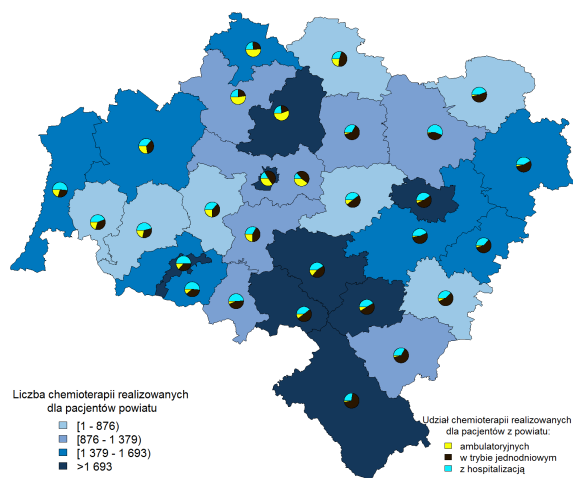 Liczba chemioterapii realizowanych
dla pacjentów powiatu
[1 - 876)
[876 - 1 379)
[1 379 - 1 693)
>1 693
Udział chemioterapii realizowanych
dla pacjentów z powiatu:
ambulatoryjnych
w trybie jednodniowym
z hospitalizacją